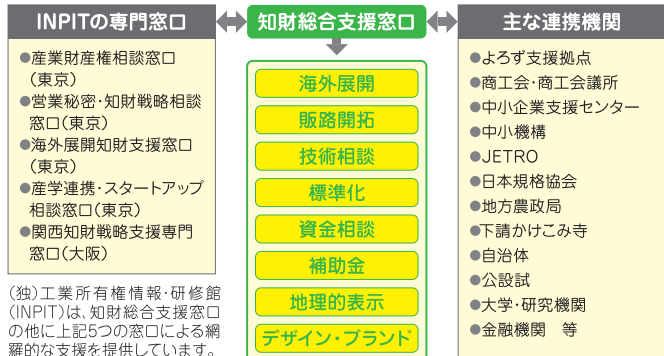 INPITの専門窓口
●産業財産権相談窓口
(東京)
●営業秘密・知財戦略相談
窓口(東京)
●海外展開知財支援窓口
(東京)
●産学連携・スタートアップ
相談窓口(東京)
●関西知財戦略支援専門
窓口(大阪)
(独)工業所有権情報・研修館
(INPIT)は、知財総合支援窓口
の他に上記5つの窓口による網
羅的な支援を提供しています。
知財総合支援窓口
海外展開
販路開拓
技術相談
標準化
資金相談
補助金
地理的表示
デザイン・ブランド
主な連携機関
●よろず支援拠点
●商工会・商工会議所
●中小企業支援センター
●中小機構
●JETRO
●日本規格協会
●地方農政局
●下請かけこみ寺
●自治体
●公設試
●大学・研究機関
●金融機関　等